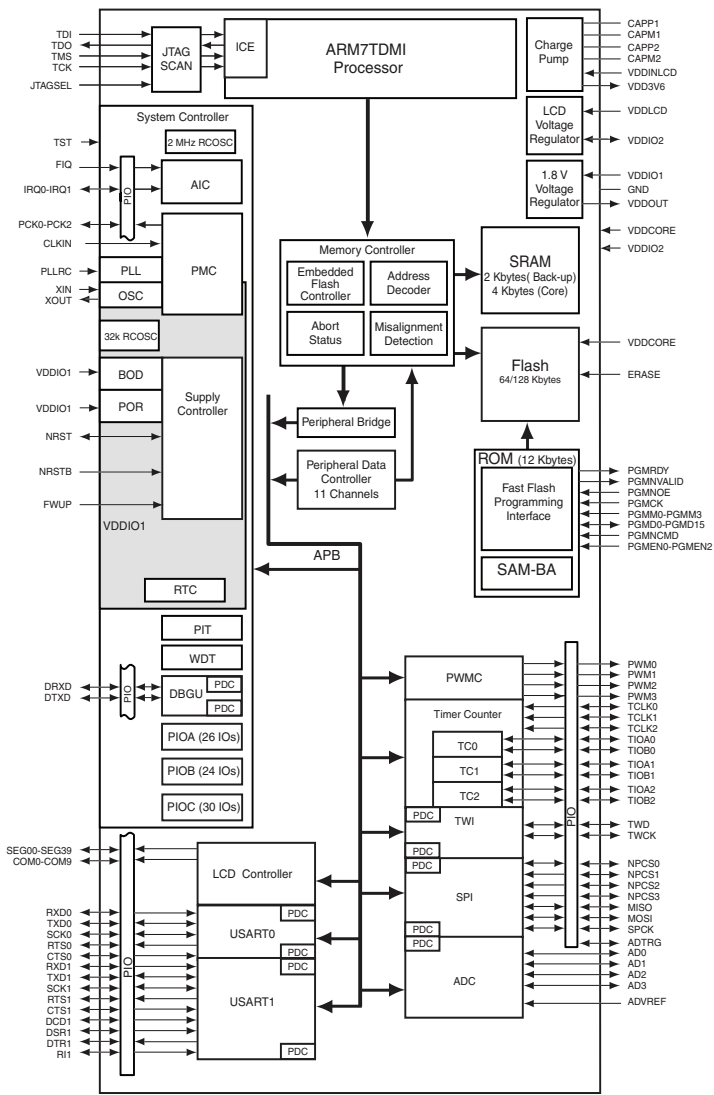 TDI
TDO
TMS
TCK
JTAGSEL
JTAG
SCAN
ICE
ARM7TDMI
Processor
Charge
Pump
CAPP1
CAPM1
CAPP2
CAPM2
VDDINLCD
VDD3V6
LCD
Voltage
Regulator
VDDLCD
VDDIO2
1.8 V
Voltage
Regulator
VDDIO1
GND
VDDOUT
VDDCORE
VDDIO2
System Controller
TST
2 MHz RCOSC
FIQ
IRQ0-IRQ1
PIO
AIC
PCK0-PCK2
CLKIN
PLLRC
XIN
XOUT
PLL
OSC
PMC
32k RCOSC
VDDIO1
BOD
VDDIO1
POR
Supply
Controller
NRST
NRSTB
FWUP
VDDIO1
RTC
PIT
WDT
DRXD
DTXD
PIO
DBGU
PDC
PDC
PIOA (26 IOs)
PIOB (24 IOs)
PIOC (30 IOs)
Memory Controller
Embedded
Flash
Controller
Address
Decoder
Abort
Status
Misalignment
Detection
SRAM
2 Kbytes( Back-up)
4 Kbytes (Core)
Flash
64/128 Kbytes
VDDCORE
ERASE
Peripheral Bridge
Peripheral Data
Controller
11 Channels
APB
ROM (12 Kbytes)
Fast Flash
Programming
Interface
SAM-BA
PGMRDY
PGMNVALID
PGMNOE
PGMCK
PGMM0-PGMM3
PGMD0-PGMD15
PGMNCMD
PGMEN0-PGMEN2
PWMC
Timer Counter
TC0
TC1
TC2
PDC
TWI
PDC
PDC
SPI
PDC
PDC
ADC
PIO
PWM0
PWM1
PWM2
PWM3
TCLK0
TCLK1
TCLK2
TIOA0
TIOB0
TIOA1
TIOB1
TIOA2
TIOB2
TWD
TWCK
NPCS0
NPCS1
NPCS2
NPCS3
MISO
MOSI
SPCK
ADTRG
AD0
AD1
AD2
AD3
ADVREF
SEG00-SEG39
COM0-COM9
RXD0
TXD0
SCK0
RTS0
CTS0
RXD1
TXD1
SCK1
RTS1
CTS1
DCD1
DSR1
DTR1
RI1
PIO
LCD Controller
PDC
USART0
PDC
PDC
USART1
PDC